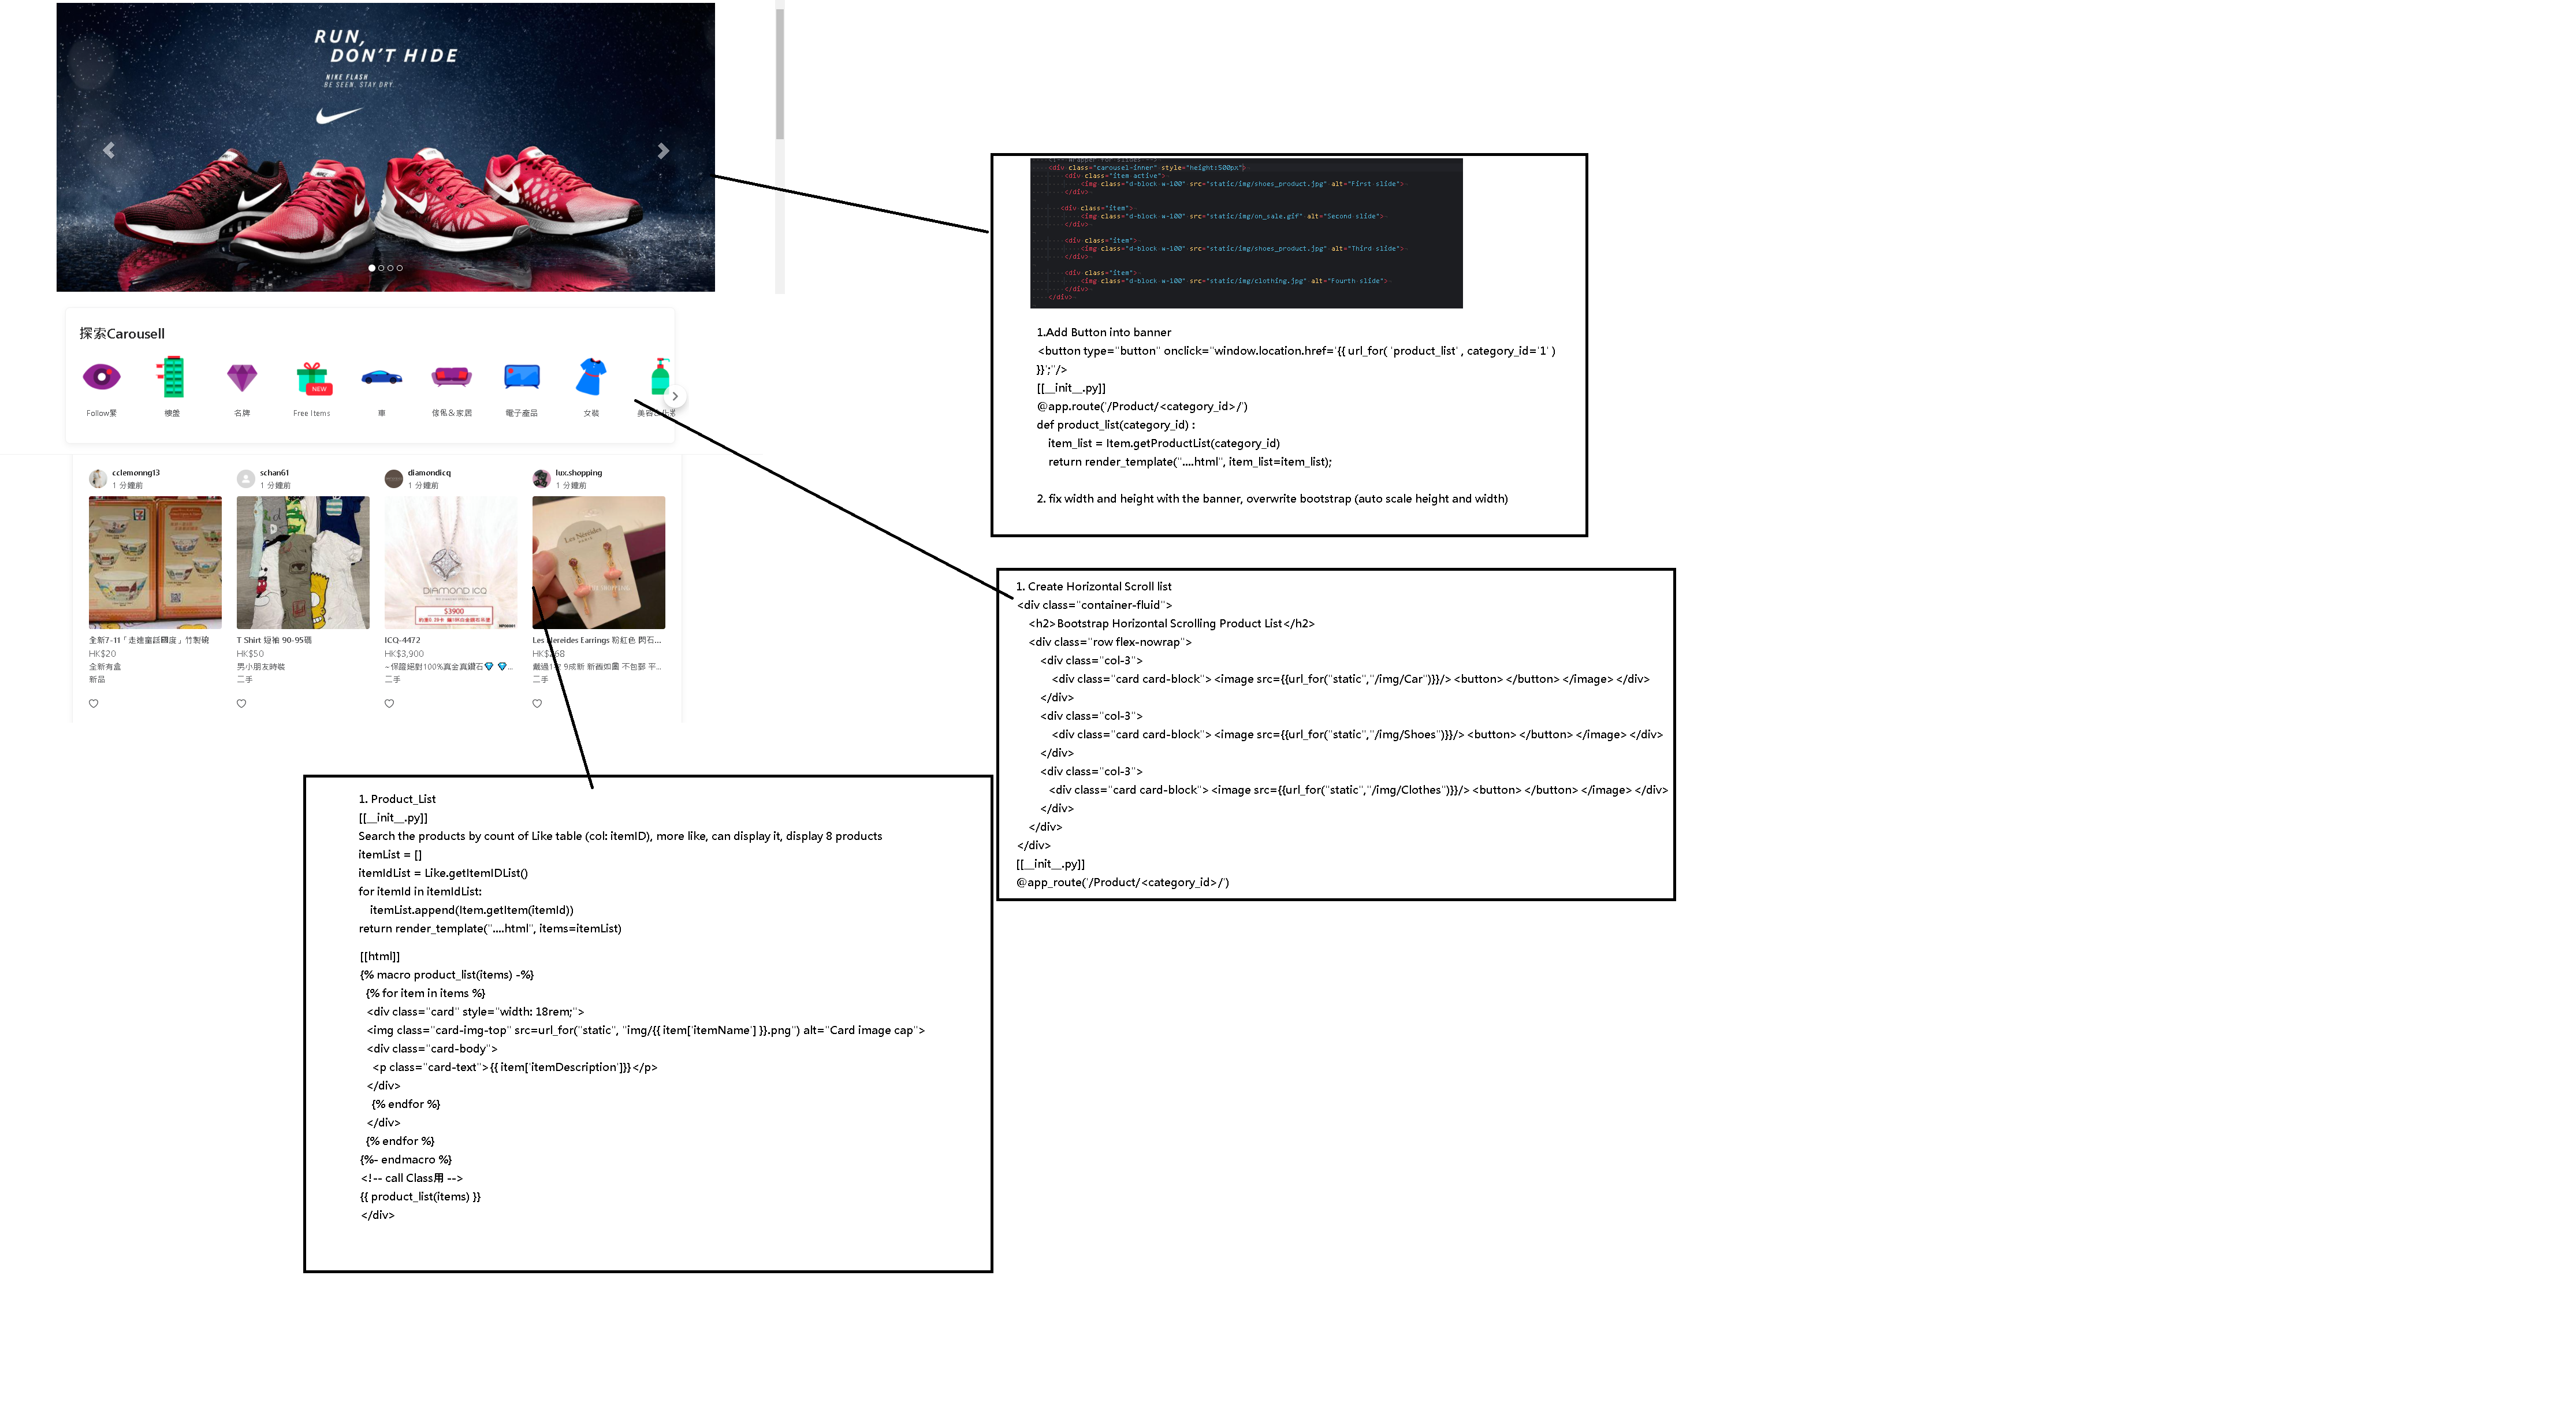 RUN,
DON'T HIDE
NIKE FLASH
BE SEEN. STAY DRY.
探索Carousell
NEW
Follow緊
樓盤
名牌
Free Items
車
傢俬＆家居
電子產品
女裝
cclemonng13
1 分鐘前
schan61
1 分鐘前
diamondicq
1 分鐘前
lux.shopping
1 分鐘前
Les Néréides
PARIS
DIAMOND ICQ
$3900
全新7-11「走進童話國度」竹製碗
HK$20
全新有盒
新品
T Shirt 短袖 90-95碼
HK$50
男小朋友時裝
二手
ICQ-4472
HK$3,900
~保證絕對100%真金真鑽石💎 💎...
二手
Les Nereides Earrings 粉紅色 閃石...
戴過1-2 9成新 新舊如圖 不包郵 平...
二手
<div class="carousel-inner" style="height:500px">
<div class="item active">
<img class="d-block w-100" src="static/img/shoes_product.jpg" alt="First slide">
</div>
<div class="item">
<img class="d-block w-100" src="static/img/on_sale.gif" alt="Second slide">
</div>
<div class="item">
<img class="d-block w-100" src="static/img/shoes_product.jpg" alt="Third slide">
</div>
<div class="item">
<img class="d-block w-100" src="static/img/clothing.jpg" alt="Fourth slide">
</div>
</div>
1.Add Button into banner
<button type="button" onclick="window.location.href='{{ url_for( 'product_list' , category_id='1' )
}}';"/>
[[__init__.py]]
@app.route('/Product/<category_id>/')
def product_list(category_id) :
item_list = Item.getProductList(category_id)
return render_template("....html", item_list=item_list);
2. fix width and height with the banner, overwrite bootstrap (auto scale height and width)
1. Create Horizontal Scroll list
<div class="container-fluid">
<h2>Bootstrap Horizontal Scrolling Product List</h2>
<div class="row flex-nowrap">
<div class="col-3">
<div class="card card-block"> <image src={{url_for("static","/img/Car")}}/> <button> </button> </image> </div>
</div>
<div class="col-3">
<div class="card card-block"> <image src={{url_for("static","/img/Shoes")}}/> <button> </button> </image> </div>
</div>
<div class="col-3">
<div class="card card-block"> <image src={{url_for("static","/img/Clothes")}}/> <button> </button> </image> </div>
</div>
</div>
</div>
[[__init__.py]]
@app_route('/Product/<category_id>/')
1. Product_List
[[__init__.py]]
Search the products by count of Like table (col: itemID), more like, can display it, display 8 products
itemList = []
itemIdList = Like.getItemIDList()
for itemId in itemIdList:
itemList.append(Item.getItem(itemId))
return render_template("....html", items=itemList)
[[html]]
{% macro product_list(items) -%}
{% for item in items %}
<div class="card" style="width: 18rem;">
<img class="card-img-top" src=url_for("static", "img/{{ item['itemName'] }}.png") alt="Card image cap">
<div class="card-body">
<p class="card-text">{{ item['itemDescription']}}</p>
</div>
{% endfor %}
</div>
{% endfor %}
{%- endmacro %}
<!-- call Class用 -->
{{ product_list(items) }}
</div>